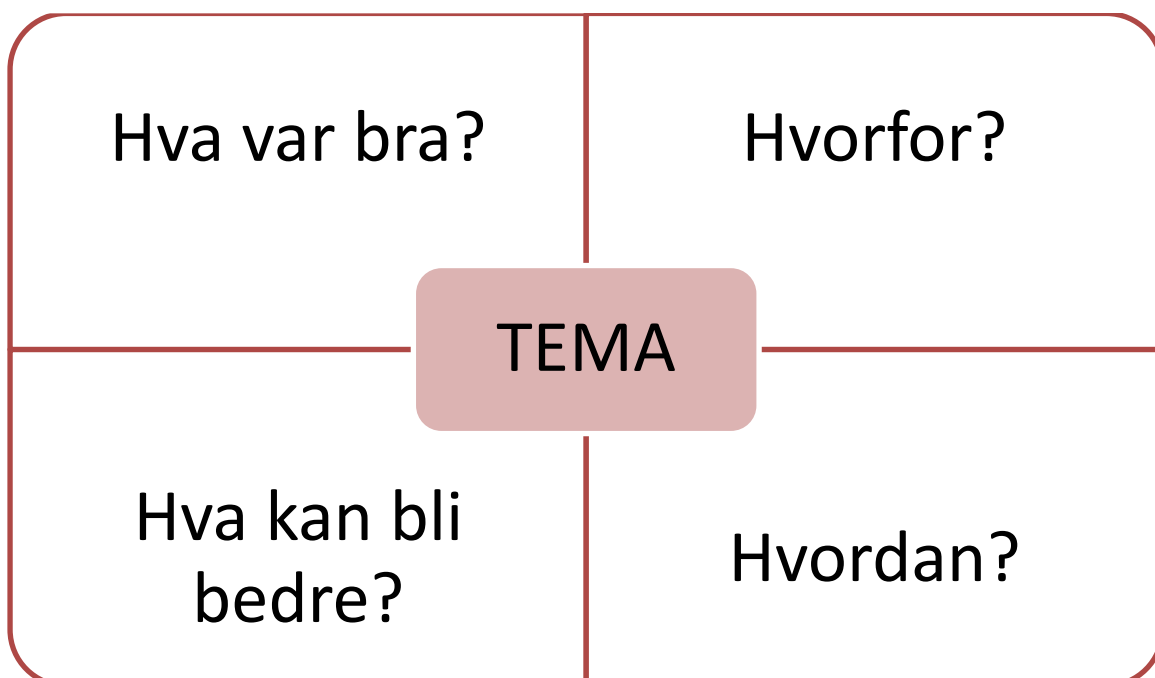 Hva var bra?
Hvorfor?
TEMA
Hva kan bli
bedre?
Hvordan?